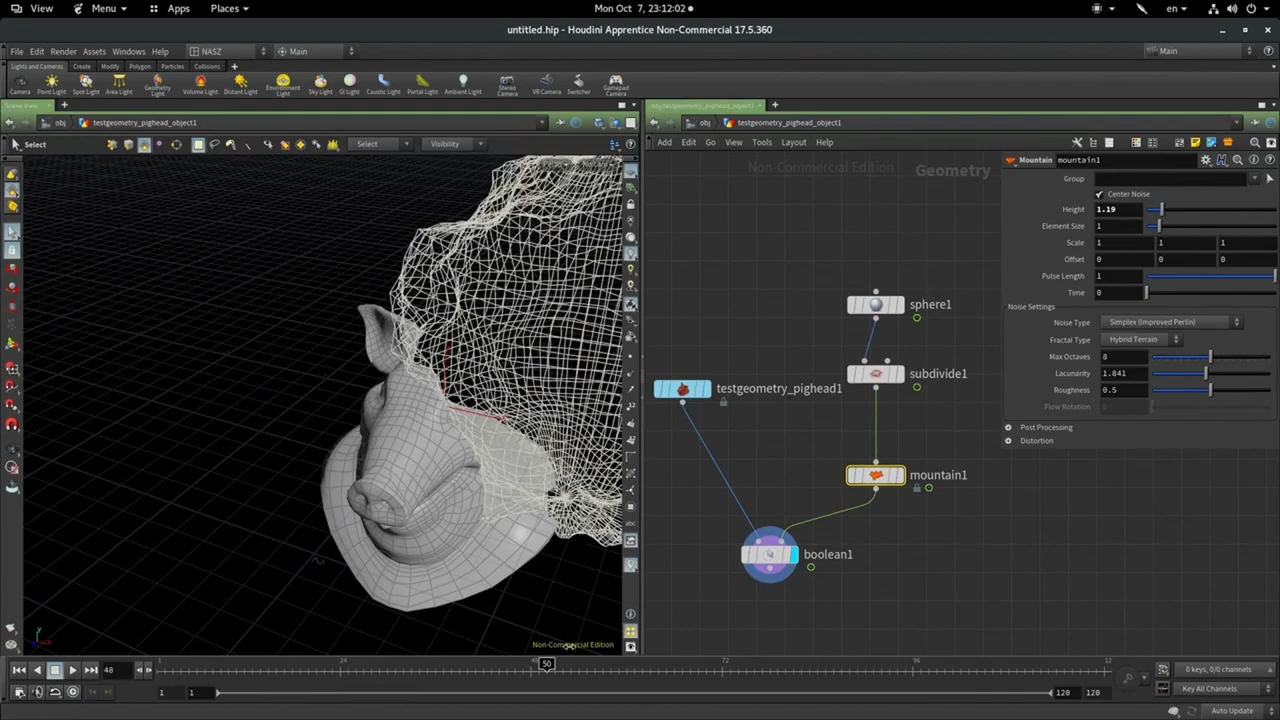 View Menu Apps Places Mon Oct 7, 23:12:02 en
untitled.hip - Houdini Apprentice Non-Commercial 17.5.360
File Edit Render Assets Windows Help NASZ Main Main
Lights and Cameras Create Modify Polygon Particles Collisions
Camera Point Light Spot Light Area Light Geometry Light Volume Light Distant Light Environment Light Sky Light GI Light Caustic Light Portal Light Ambient Light Stereo Camera VR Camera Switcher Gamepad Camera
Scene View obj/testgeometry_pighead_object1
obj testgeometry_pighead_object1 obj testgeometry_pighead_object1
Select Select Visibility Add Edit Go View Tools Layout Help
Non-Commercial Edition Geometry
Mountain mountain1
Group
Center Noise
Height 1.19
Element Size 1
Scale 1 1 1
Offset 0 0 0
Pulse Length 1
Time 0
Noise Settings
Noise Type Simplex (Improved Perlin)
Fractal Type Hybrid Terrain
Max Octaves 8
Lacunarity 1.841
Roughness 0.5
Flow Rotation 0
Post Processing
Distortion
sphere1
subdivide1
testgeometry_pighead1
mountain1
boolean1
abc
Non-Commercial Edition
48 1 24 50 72 96 12 0 keys, 0/0 channels
1 1 120 120 Key All Channels
Auto Update